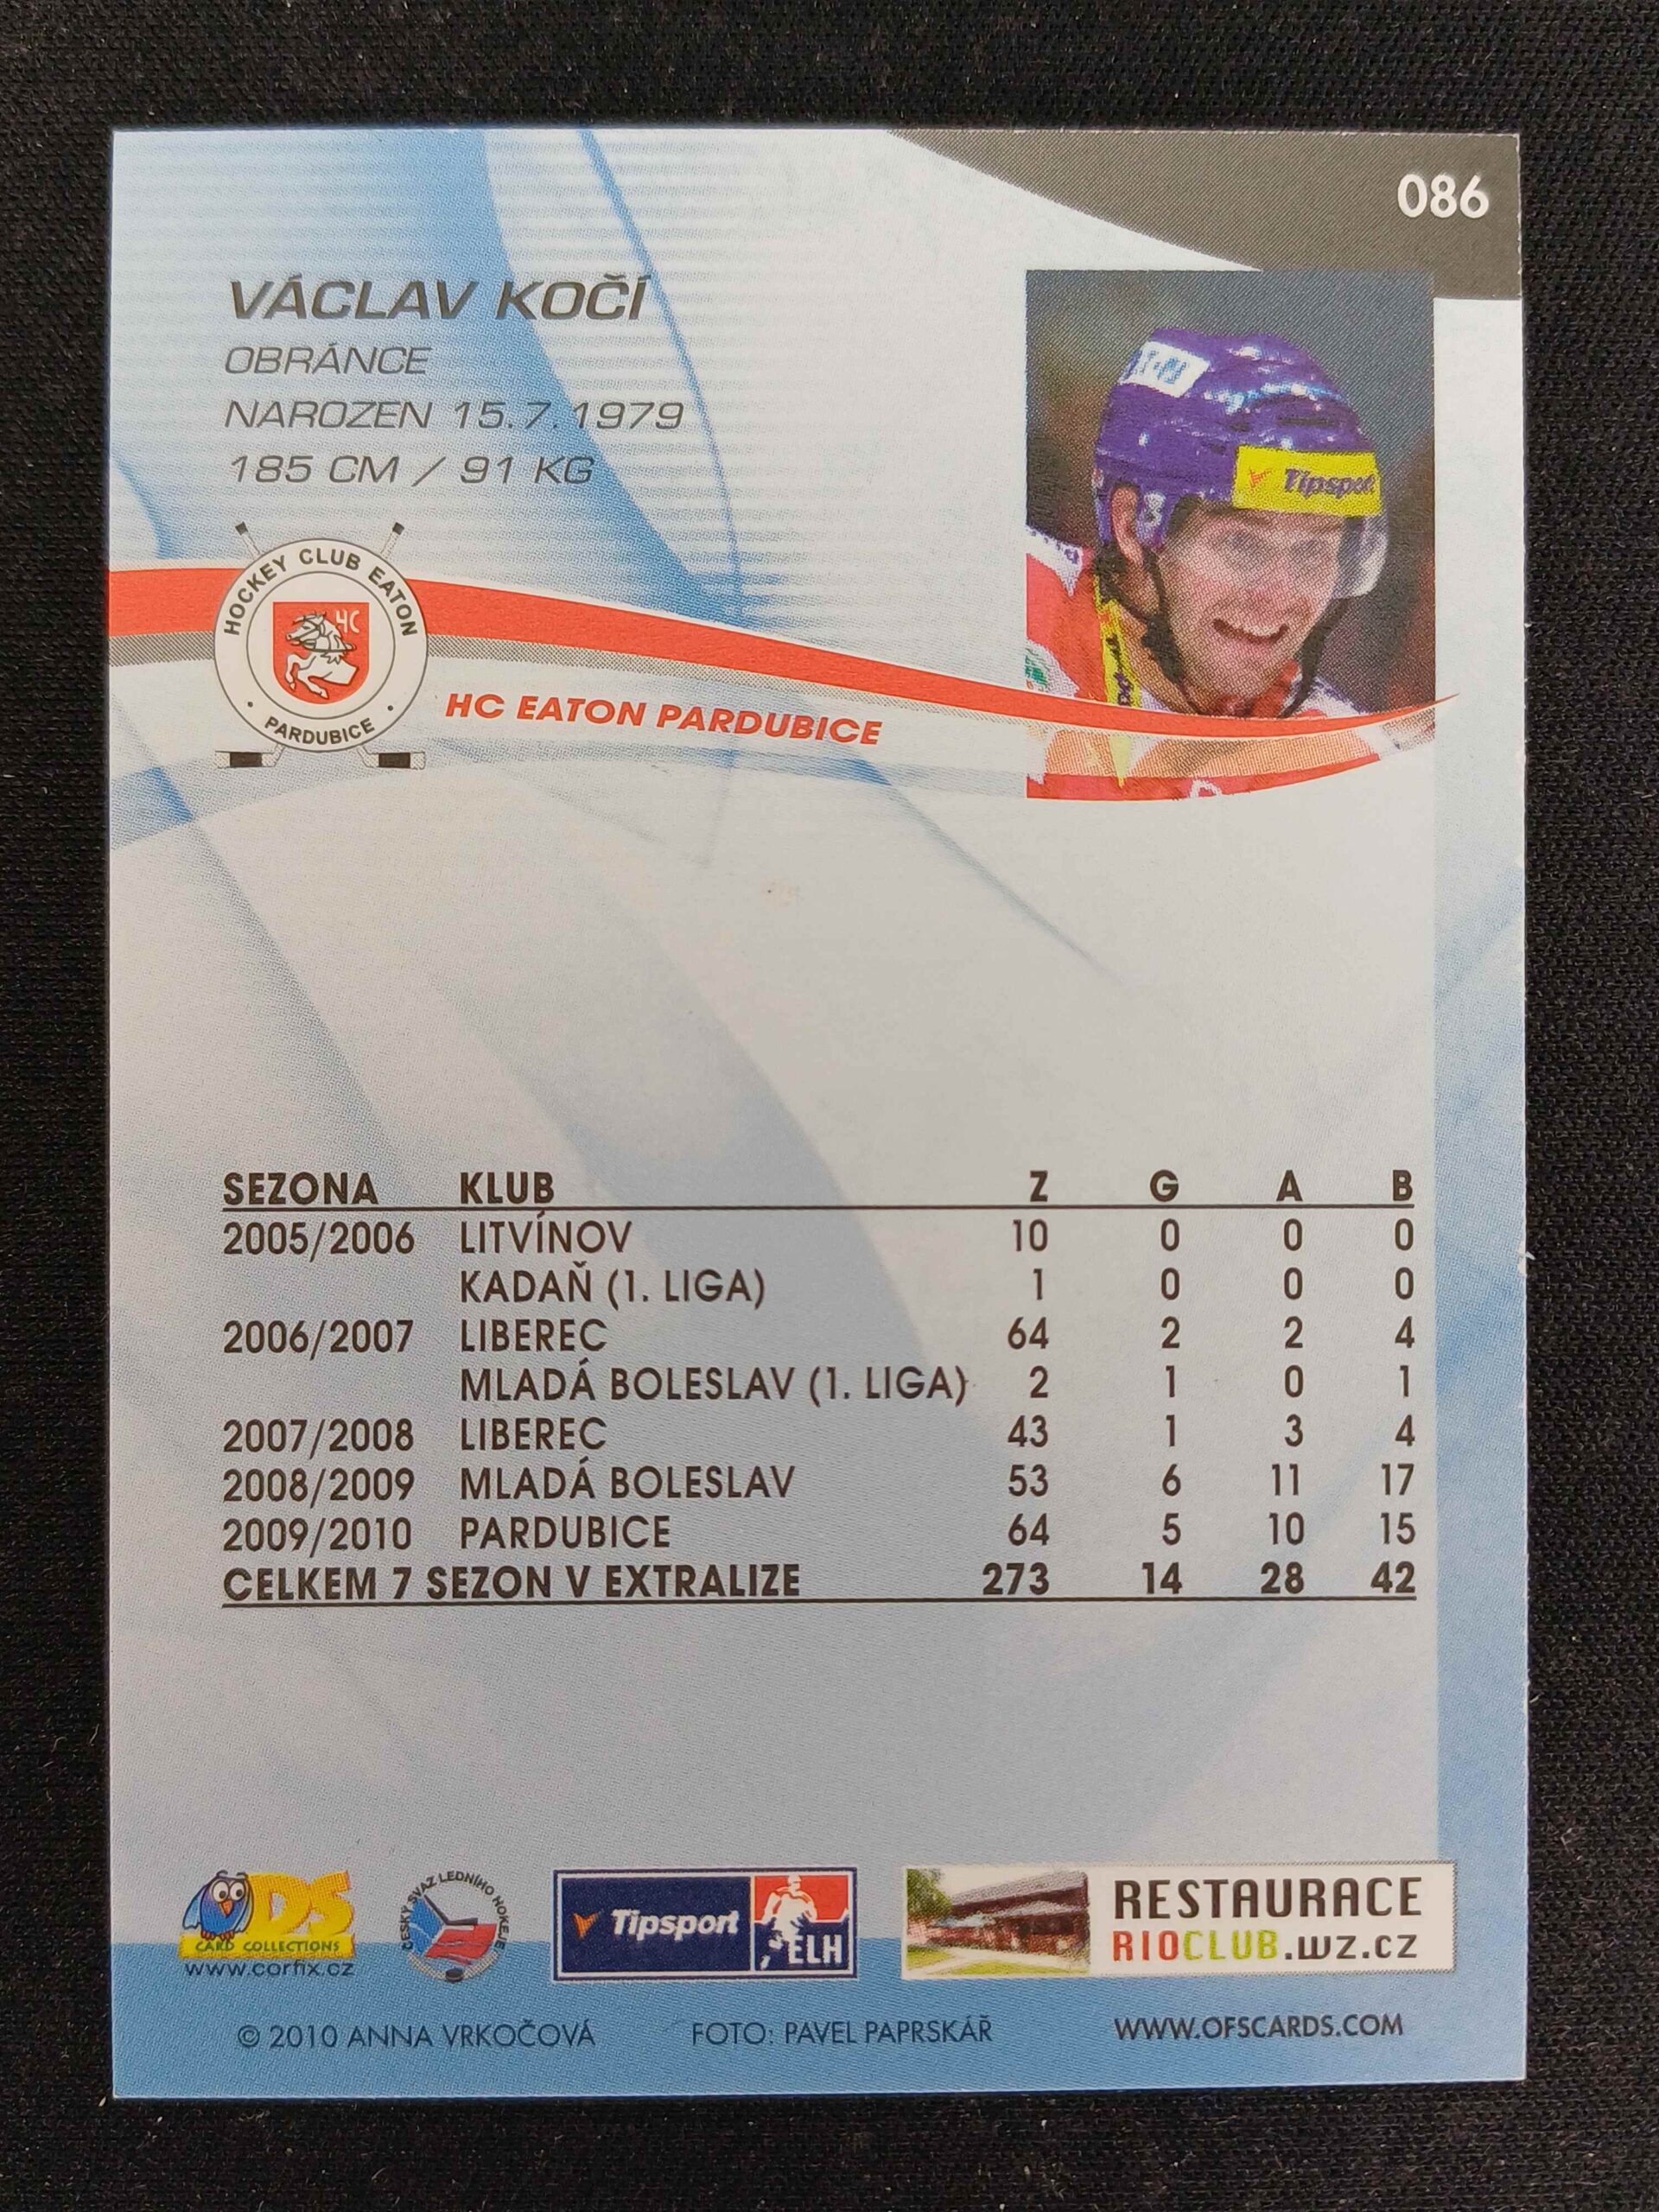 086
VÁCLAV KOČÍ
OBRÁNCE
NAROZEN 15.7.1979
185 CM / 91 KG
Tipsport
HOCKEY CLUB EATON
HC
PARDUBICE
HC EATON PARDUBICE
SEZONA KLUB Z G A B
2005/2006 LITVÍNOV 10 0 0 0
KADAŇ (1. LIGA) 1 0 0 0
2006/2007 LIBEREC 64 2 2 4
MLADÁ BOLESLAV (1. LIGA) 2 1 0 1
2007/2008 LIBEREC 43 1 3 4
2008/2009 MLADÁ BOLESLAV 53 6 11 17
2009/2010 PARDUBICE 64 5 10 15
CELKEM 7 SEZON V EXTRALIZE 273 14 28 42
DS
CARD COLLECTIONS
WWW.corfix.cz
ČESKÝ SVAZ LEDNÍHO HOKEJE
Tipsport ELH
RESTAURACE
RIOCLUB.WZ.CZ
© 2010 ANNA VRKOČOVÁ FOTO: PAVEL PAPRSKÁŘ WWW.OFSCARDS.COM